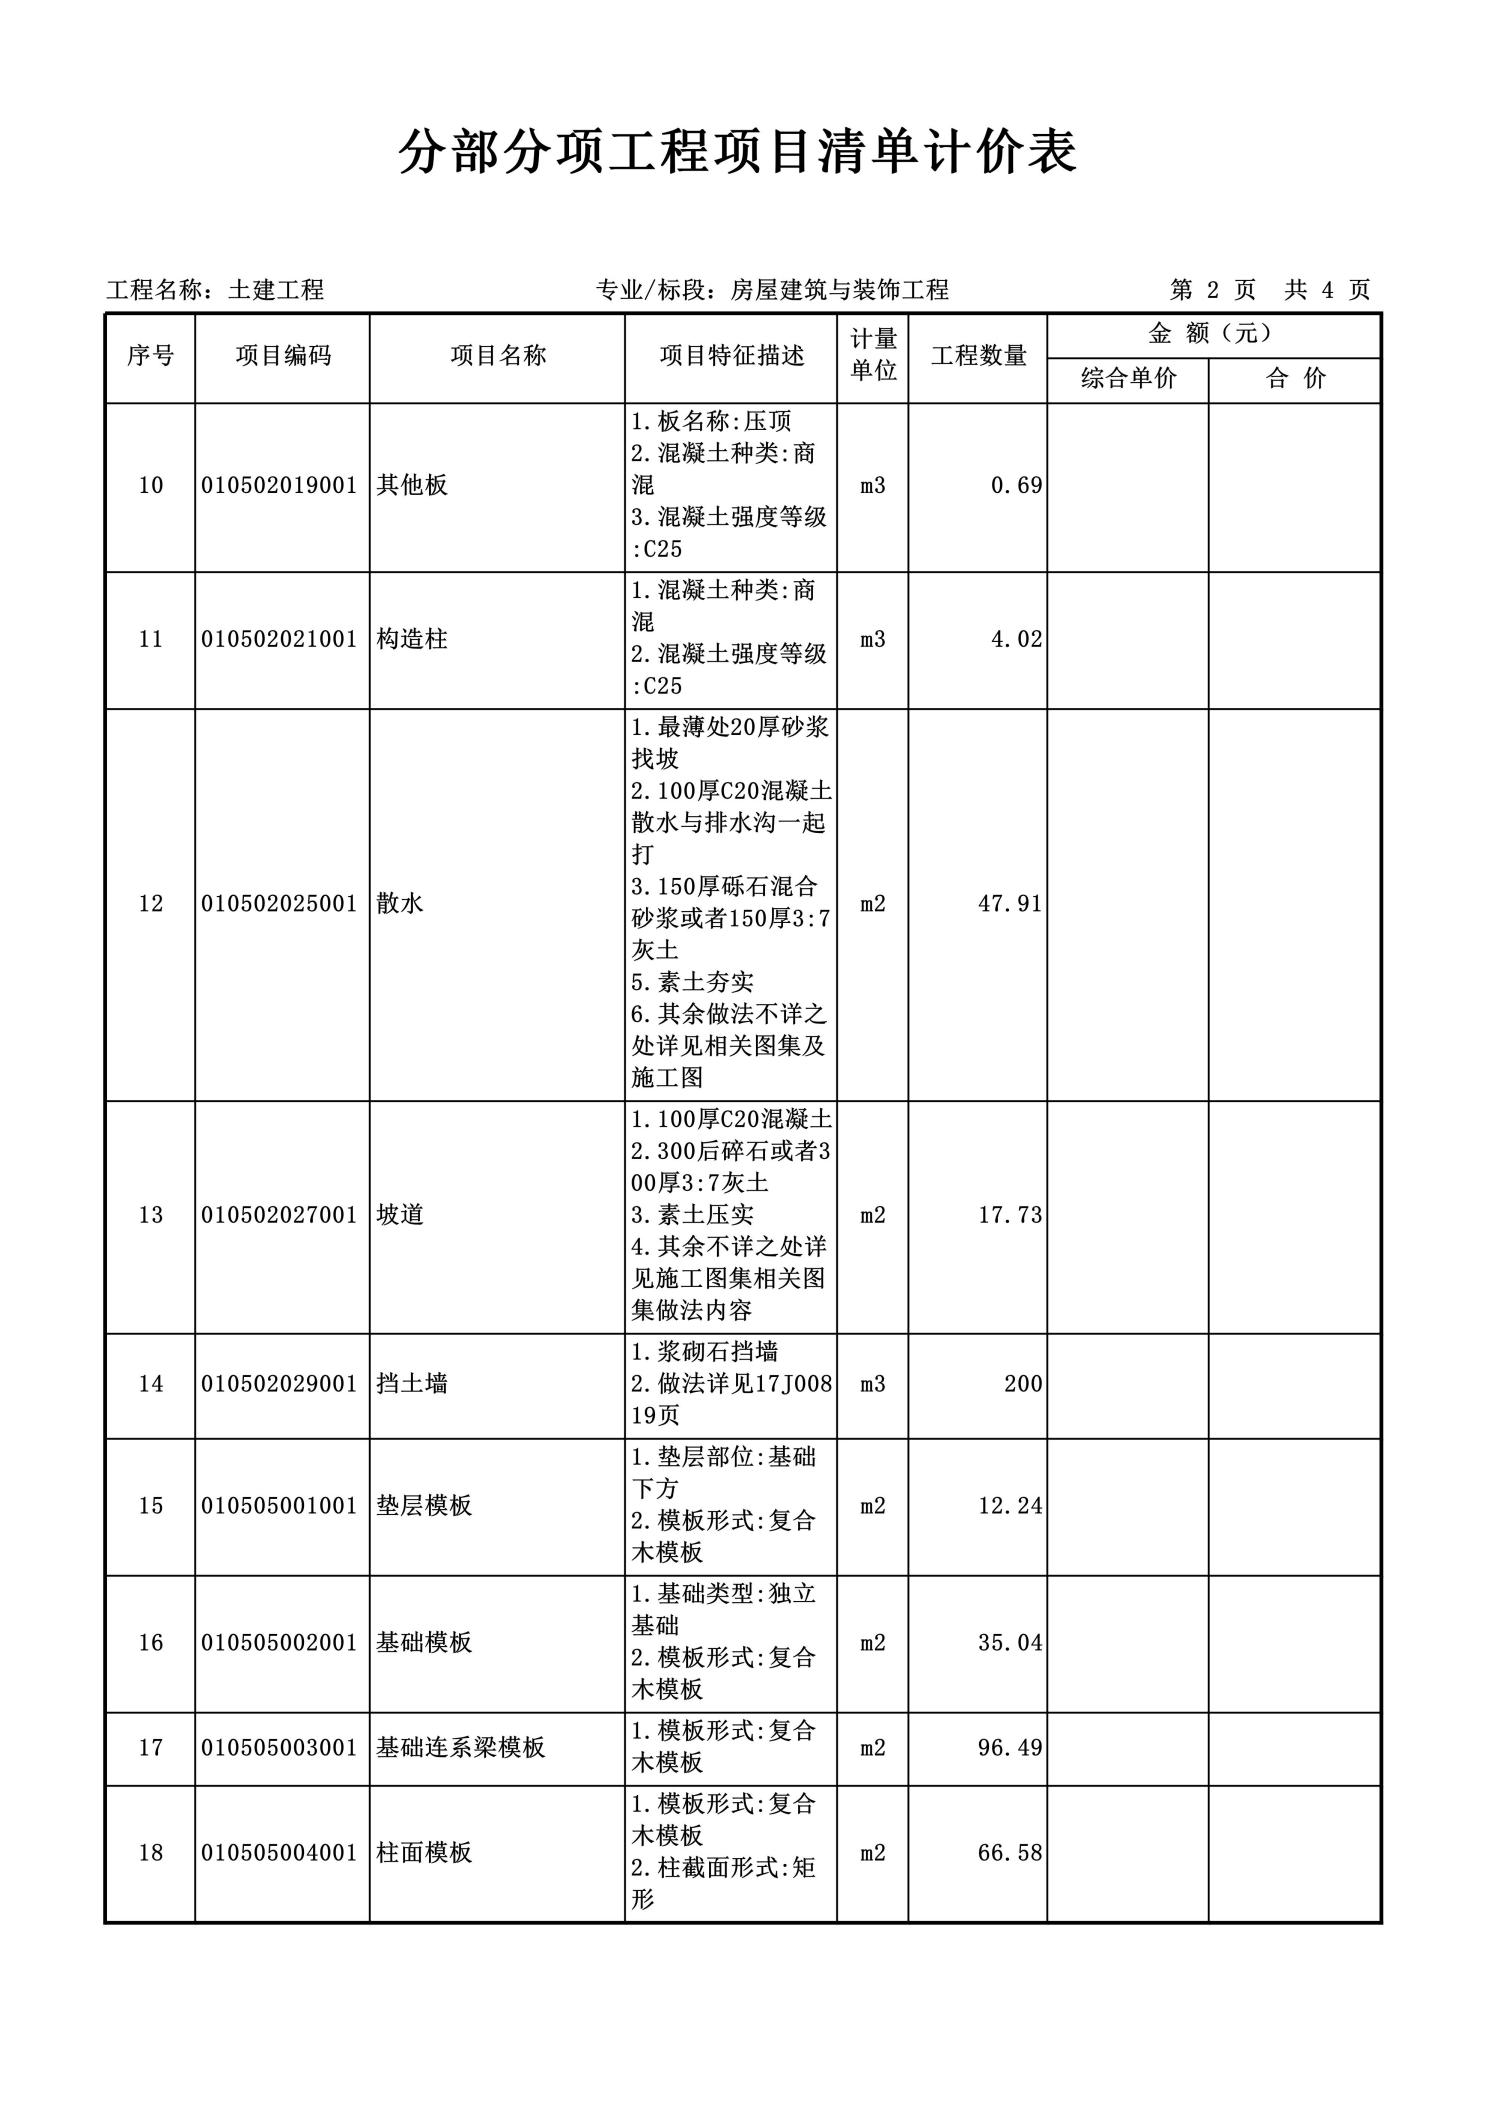 分部分项工程项目清单计价表
工程名称：土建工程 专业/标段：房屋建筑与装饰工程 第 2 页 共 4 页
序号 项目编码 项目名称 项目特征描述 计量单位 工程数量 金 额（元）
综合单价 合 价
10 010502019001 其他板 m3 0.69
1.板名称:压顶
2.混凝土种类:商
混
3.混凝土强度等级
:C25
11 010502021001 构造柱 m3 4.02
1.混凝土种类:商
混
2.混凝土强度等级
:C25
12 010502025001 散水 m2 47.91
1.最薄处20厚砂浆
找坡
2.100厚C20混凝土
散水与排水沟一起
打
3.150厚砾石混合
砂浆或者150厚3:7
灰土
5.素土夯实
6.其余做法不详之
处详见相关图集及
施工图
13 010502027001 坡道 m2 17.73
1.100厚C20混凝土
2.300后碎石或者3
00厚3:7灰土
3.素土压实
4.其余不详之处详
见施工图集相关图
集做法内容
14 010502029001 挡土墙 m3 200
1.浆砌石挡墙
2.做法详见17J008
19页
15 010505001001 垫层模板 m2 12.24
1.垫层部位:基础
下方
2.模板形式:复合
木模板
16 010505002001 基础模板 m2 35.04
1.基础类型:独立
基础
2.模板形式:复合
木模板
17 010505003001 基础连系梁模板 m2 96.49
1.模板形式:复合
木模板
18 010505004001 柱面模板 m2 66.58
1.模板形式:复合
木模板
2.柱截面形式:矩
形